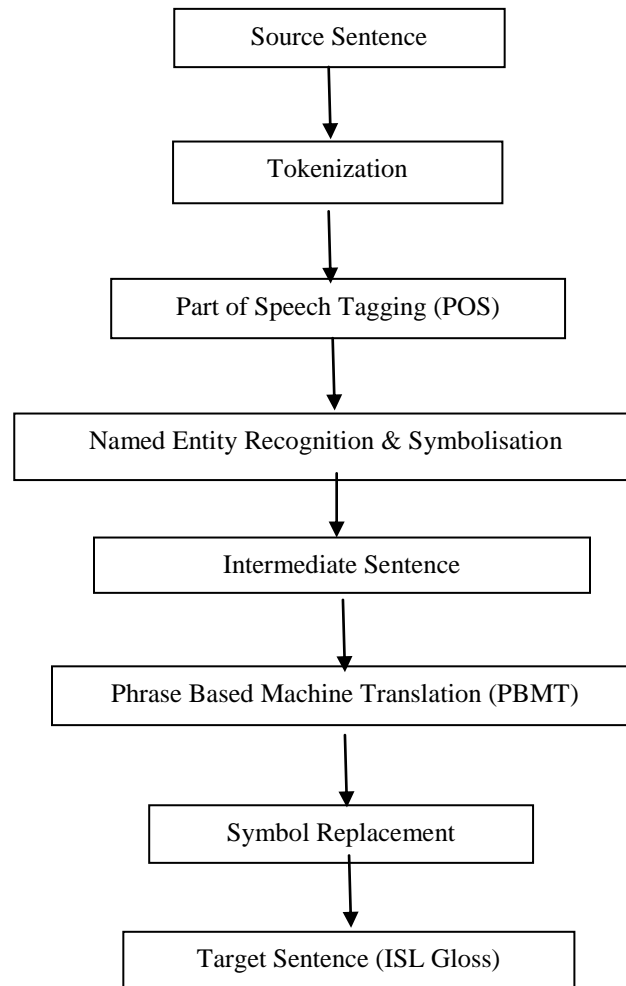 Source Sentence
Tokenization
Part of Speech Tagging (POS)
Named Entity Recognition & Symbolisation
Intermediate Sentence
Phrase Based Machine Translation (PBMT)
Symbol Replacement
Target Sentence (ISL Gloss)